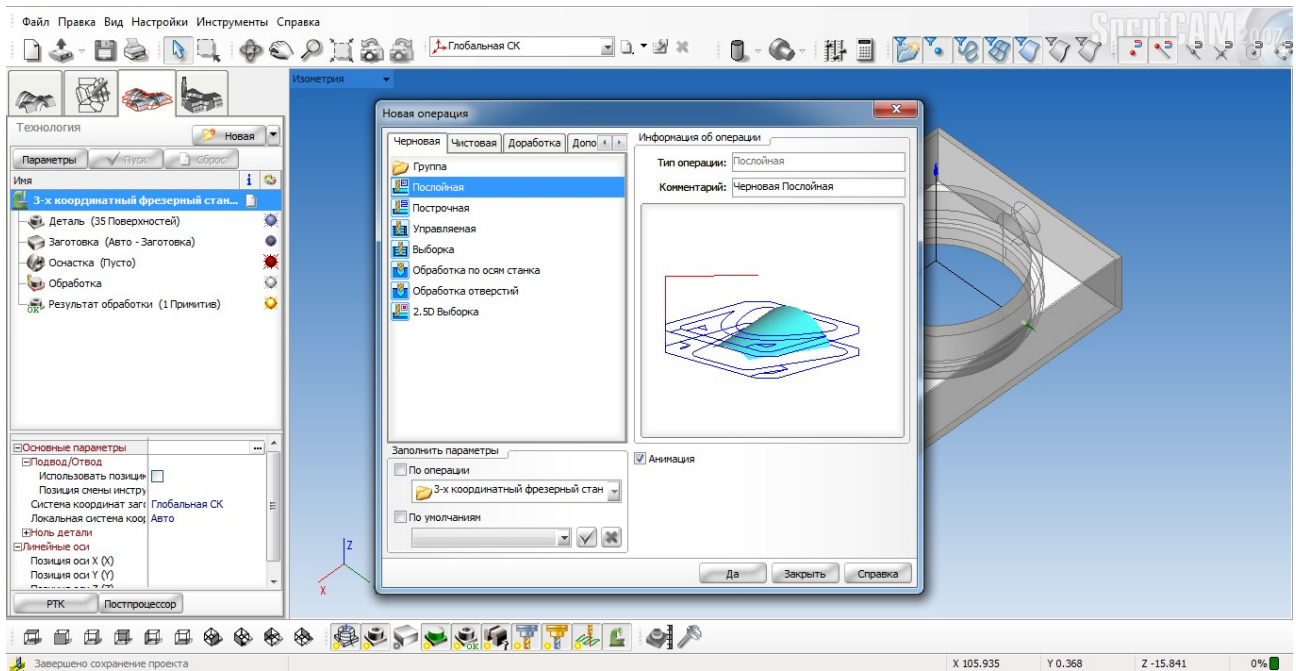 Файл Правка Вид Настройки Инструменты Справка
SprutCAM 2007
Глобальная СК
Изометрия
Технология
Новая
Параметры
Пуск
Сброс
Имя
3-х координатный фрезерный стан...
Деталь (35 Поверхностей)
Заготовка (Авто - Заготовка)
Оснастка (Пусто)
Обработка
Результат обработки (1 Примитив)
Основные параметры
Подвод/Отвод
Использовать позици
Позиция смены инстру
Система координат заг Глобальная СК
Локальная система коор Авто
Ноль детали
Линейные оси
Позиция оси X (X)
Позиция оси Y (Y)
РТК
Постпроцессор
Новая операция
Черновая Чистовая Доработка Допо
Группа
Послойная
Построчная
Управляемая
Выборка
Обработка по осям станка
Обработка отверстий
2.5D Выборка
Заполнить параметры
По операции
3-х координатный фрезерный стан
По умолчаниям
Информация об операции
Тип операции: Послойная
Комментарий: Черновая Послойная
Анимация
Да
Закрыть
Справка
Z
X
Завершено сохранение проекта
X 105.935
Y 0.368
Z -15.841
0%